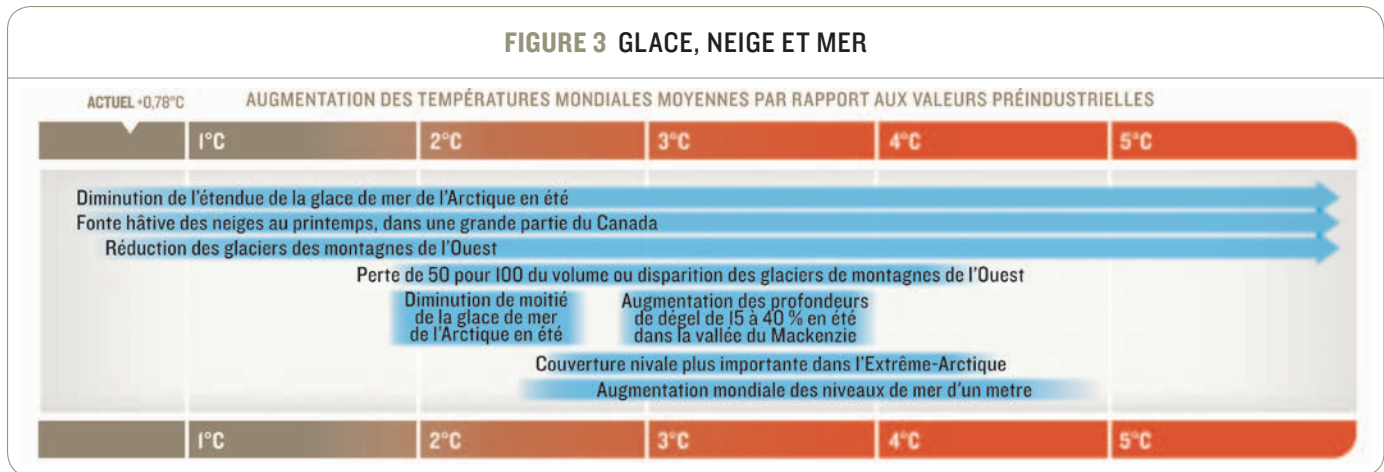 FIGURE 3 GLACE, NEIGE ET MER
ACTUEL +0,78°C AUGMENTATION DES TEMPÉRATURES MONDIALES MOYENNES PAR RAPPORT AUX VALEURS PRÉINDUSTRIELLES
1°C 2°C 3°C 4°C 5°C
Diminution de l'étendue de la glace de mer de l'Arctique en été
Fonte hâtive des neiges au printemps, dans une grande partie du Canada
Réduction des glaciers des montagnes de l'Ouest
Perte de 50 pour 100 du volume ou disparition des glaciers de montagnes de l'Ouest
Diminution de moitié
de la glace de mer
de l'Arctique en été
Augmentation des profondeurs
de dégel de 15 à 40 % en été
dans la vallée du Mackenzie
Couverture nivale plus importante dans l'Extrême-Arctique
Augmentation mondiale des niveaux de mer d'un metre
1°C 2°C 3°C 4°C 5°C